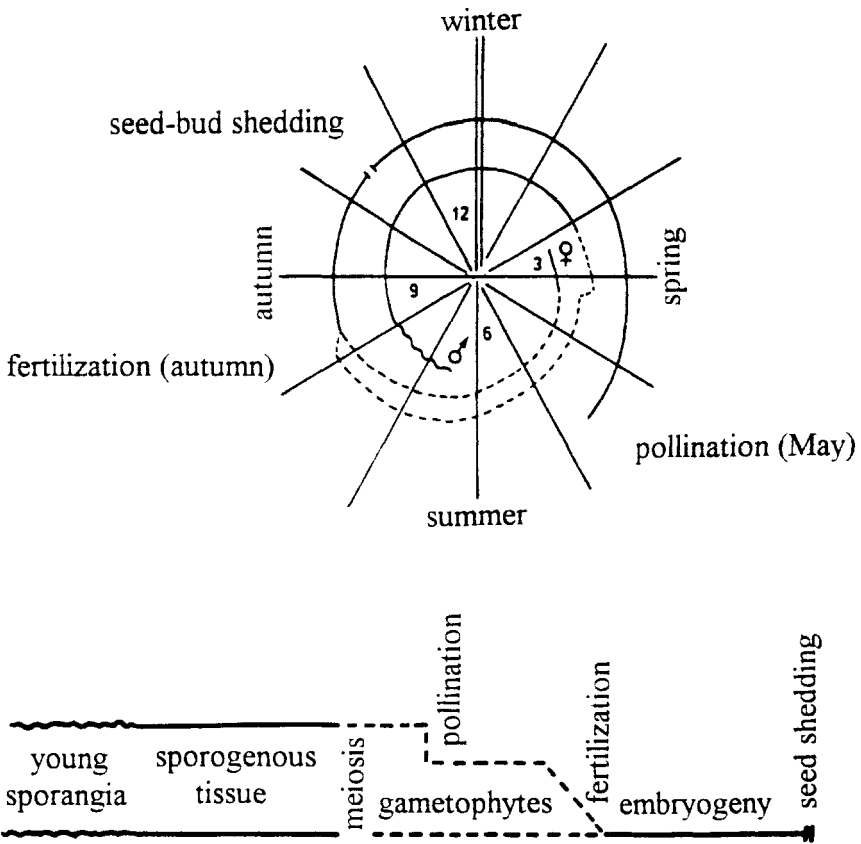 winter
seed-bud shedding
12
autumn
3 ♀
spring
9
6
♂
fertilization (autumn)
pollination (May)
summer
pollination
fertilization
seed shedding
meiosis
young
sporangia
sporogenous
tissue
gametophytes
embryogeny